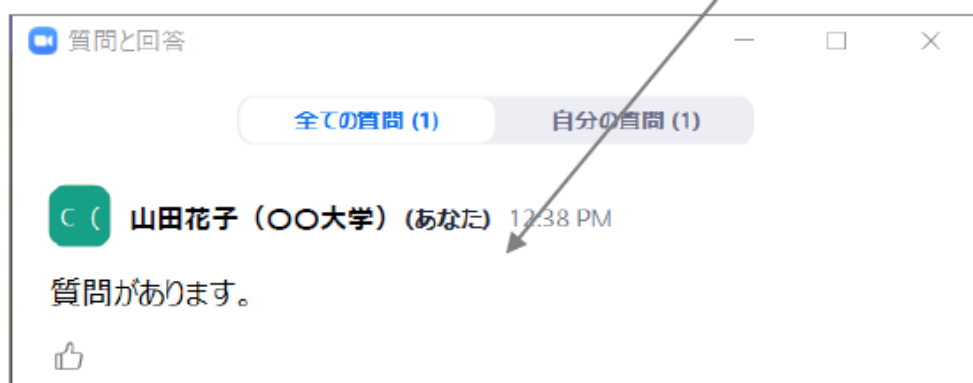 質問と回答
全ての質問 (1) 自分の質問 (1)
C ( 山田花子（〇〇大学）(あなた) 12:38 PM
質問があります。